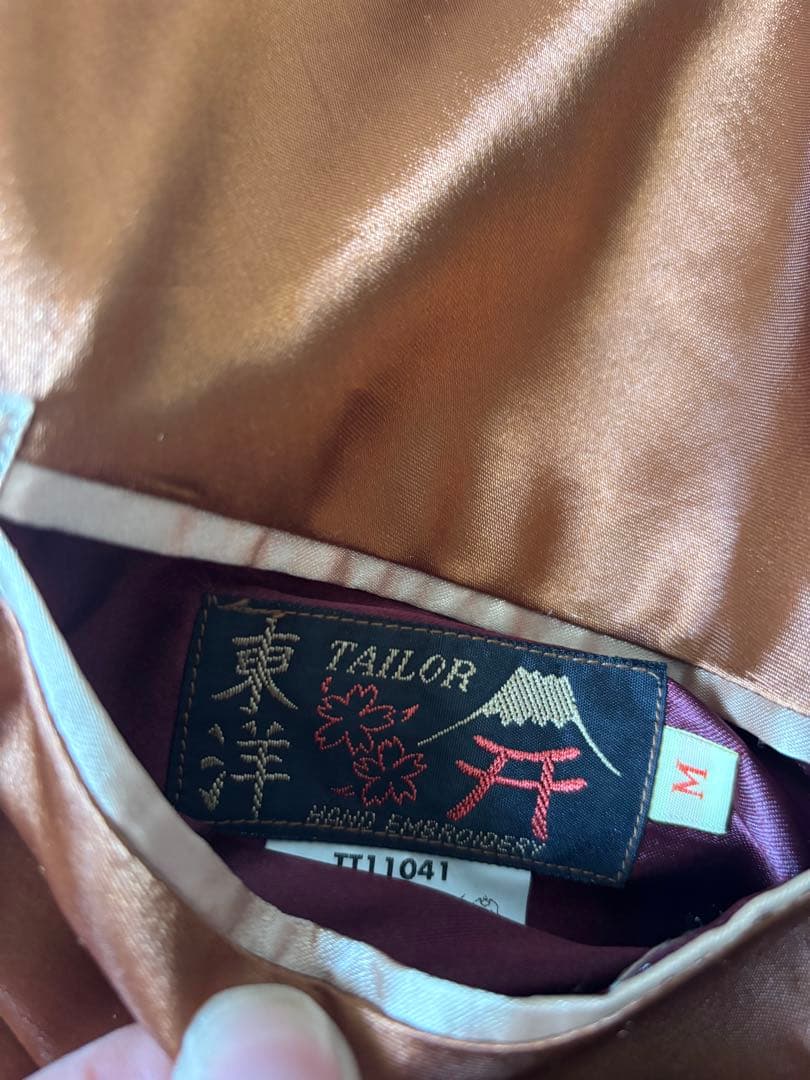 東洋
TAILOR
HAND EMBROIDERY
M
TT11041